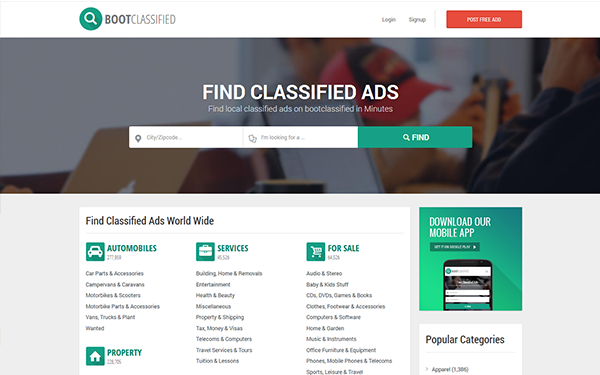 BOOTCLASSIFIED
Login
Signup
POST FREE ADD
FIND CLASSIFIED ADS
Find local classified ads on bootclassified in Minutes
City/Zipcode...
I'm looking for a ...
FIND
Find Classified Ads World Wide
AUTOMOBILES
277,959
Car Parts & Accessories
Campervans & Caravans
Motorbikes & Scooters
Motorbike Parts & Accessories
Vans, Trucks & Plant
Wanted
PROPERTY
228,705
SERVICES
45,526
Building, Home & Removals
Entertainment
Health & Beauty
Miscellaneous
Property & Shipping
Tax, Money & Visas
Telecoms & Computers
Travel Services & Tours
Tuition & Lessons
FOR SALE
64,526
Audio & Stereo
Baby & Kids Stuff
CDs, DVDs, Games & Books
Clothes, Footwear & Accessories
Computers & Software
Home & Garden
Music & Instruments
Office Furniture & Equipment
Phones, Mobile Phones & Telecoms
Sports, Leisure & Travel
DOWNLOAD OUR
MOBILE APP
GET IT ON GOOGLE PLAY
BOOTCLASSIFIED
Popular Categories
Apparel (1,386)